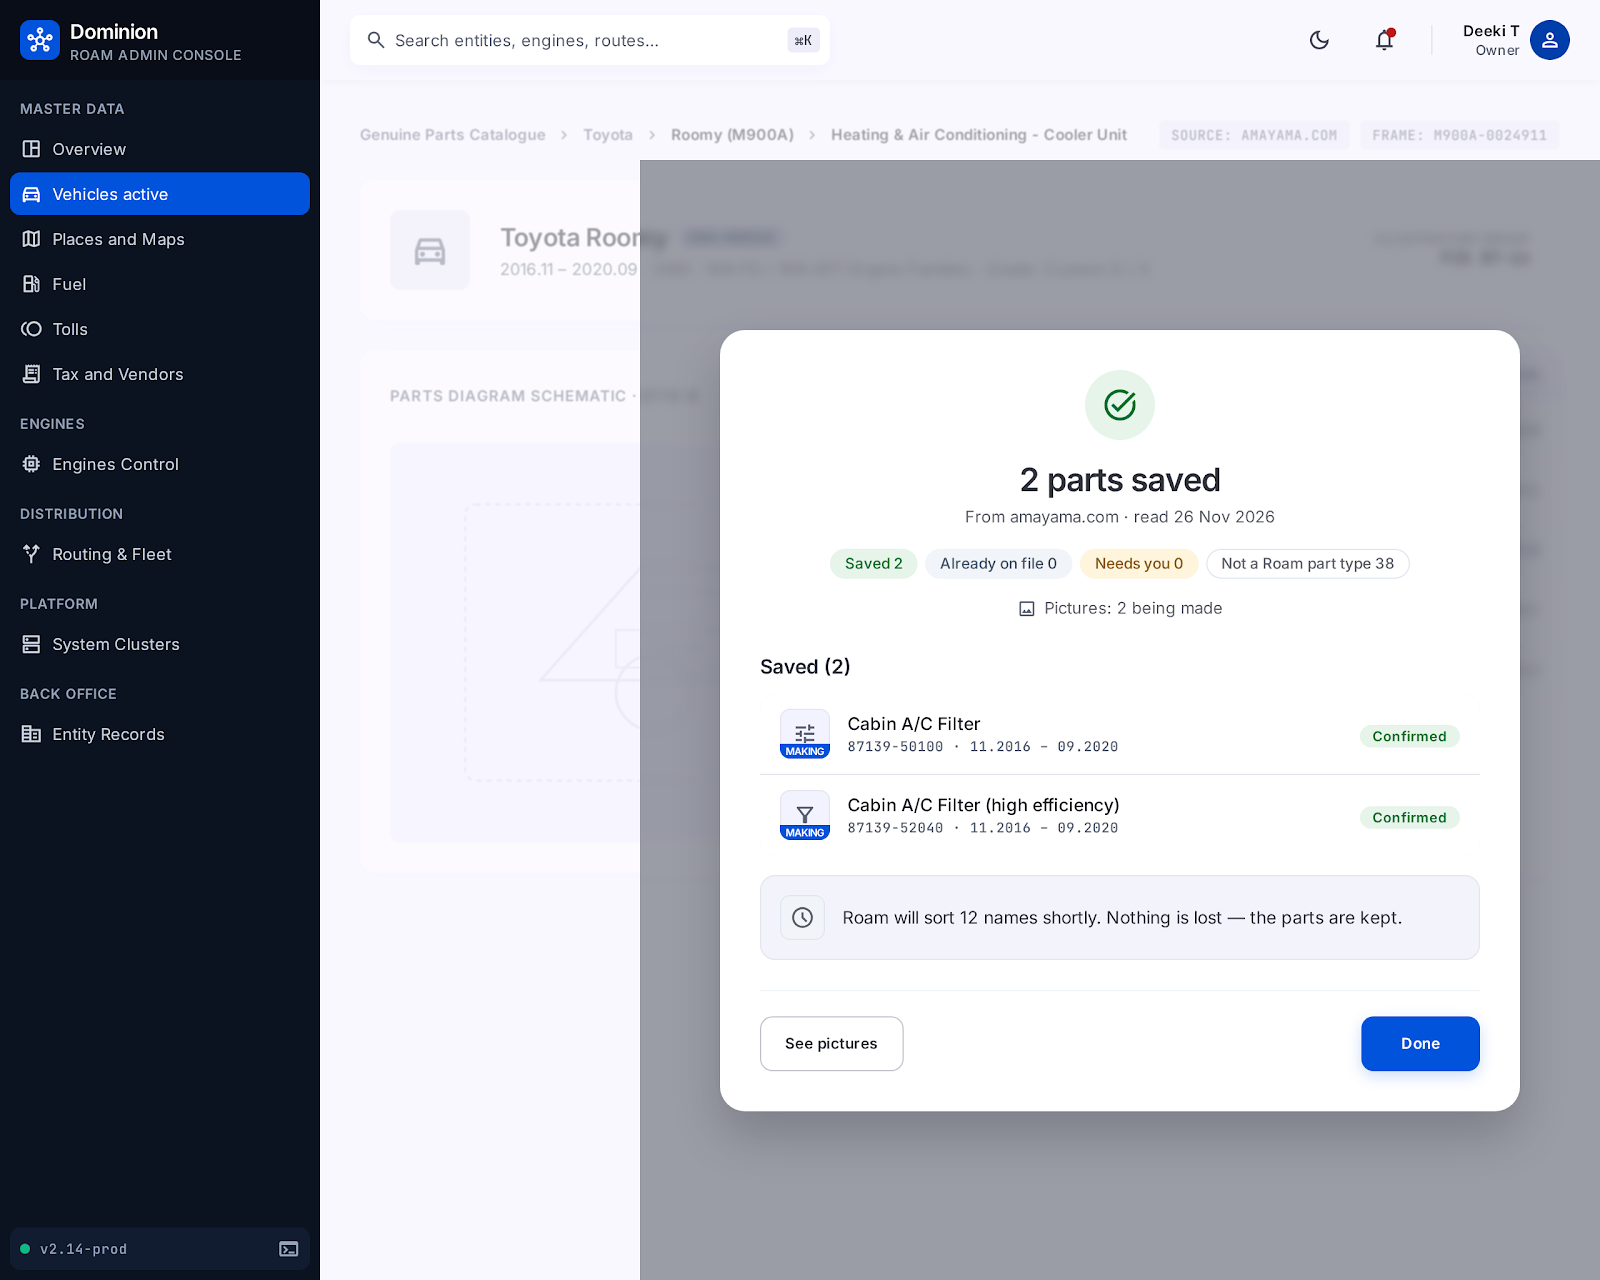 Dominion
ROAM ADMIN CONSOLE
MASTER DATA
Overview
Vehicles active
Places and Maps
Fuel
Tolls
Tax and Vendors
ENGINES
Engines Control
DISTRIBUTION
Routing & Fleet
PLATFORM
System Clusters
BACK OFFICE
Entity Records
v2.14-prod
Search entities, engines, routes...
⌘K
Deeki T
Owner
Genuine Parts Catalogue > Toyota > Roomy (M900A) > Heating & Air Conditioning - Cooler Unit
SOURCE: AMAYAMA.COM
FRAME: M900A-0024911
Toyota Roomy
2016.11 – 2020.09
PARTS DIAGRAM SCHEMATIC ·
2 parts saved
From amayama.com · read 26 Nov 2026
Saved 2
Already on file 0
Needs you 0
Not a Roam part type 38
Pictures: 2 being made
Saved (2)
MAKING
Cabin A/C Filter
87139-50100 · 11.2016 – 09.2020
Confirmed
MAKING
Cabin A/C Filter (high efficiency)
87139-52040 · 11.2016 – 09.2020
Confirmed
Roam will sort 12 names shortly. Nothing is lost — the parts are kept.
See pictures
Done